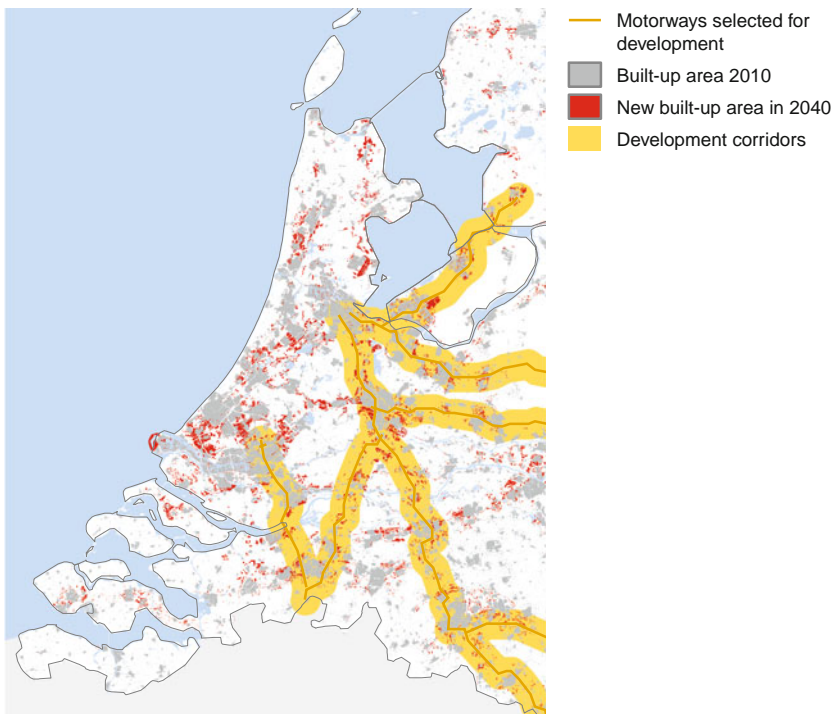 Motorways selected for
development
Built-up area 2010
New built-up area in 2040
Development corridors